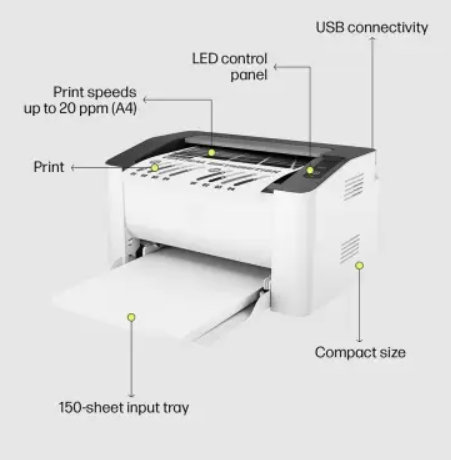 USB connectivity
LED control
panel
Print speeds
up to 20 ppm (A4)
Print
Compact size
150-sheet input tray